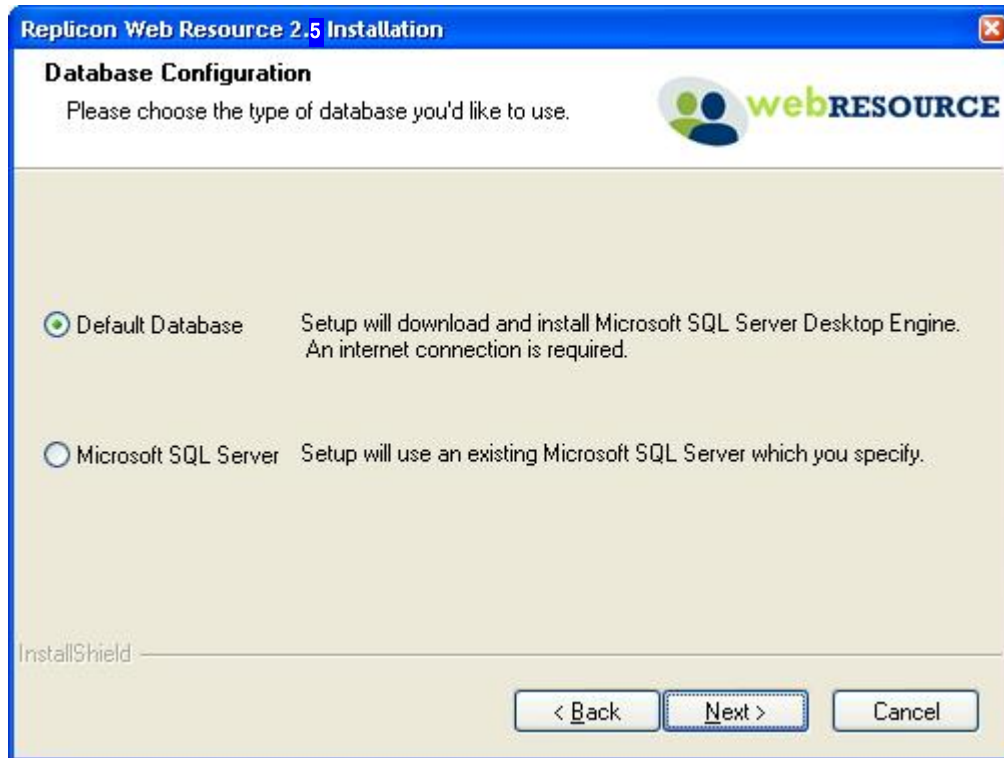 Replicon Web Resource 2.5 Installation
Database Configuration
Please choose the type of database you'd like to use.
webRESOURCE
Default Database
Setup will download and install Microsoft SQL Server Desktop Engine.
An internet connection is required.
Microsoft SQL Server
Setup will use an existing Microsoft SQL Server which you specify.
InstallShield
< Back
Next >
Cancel